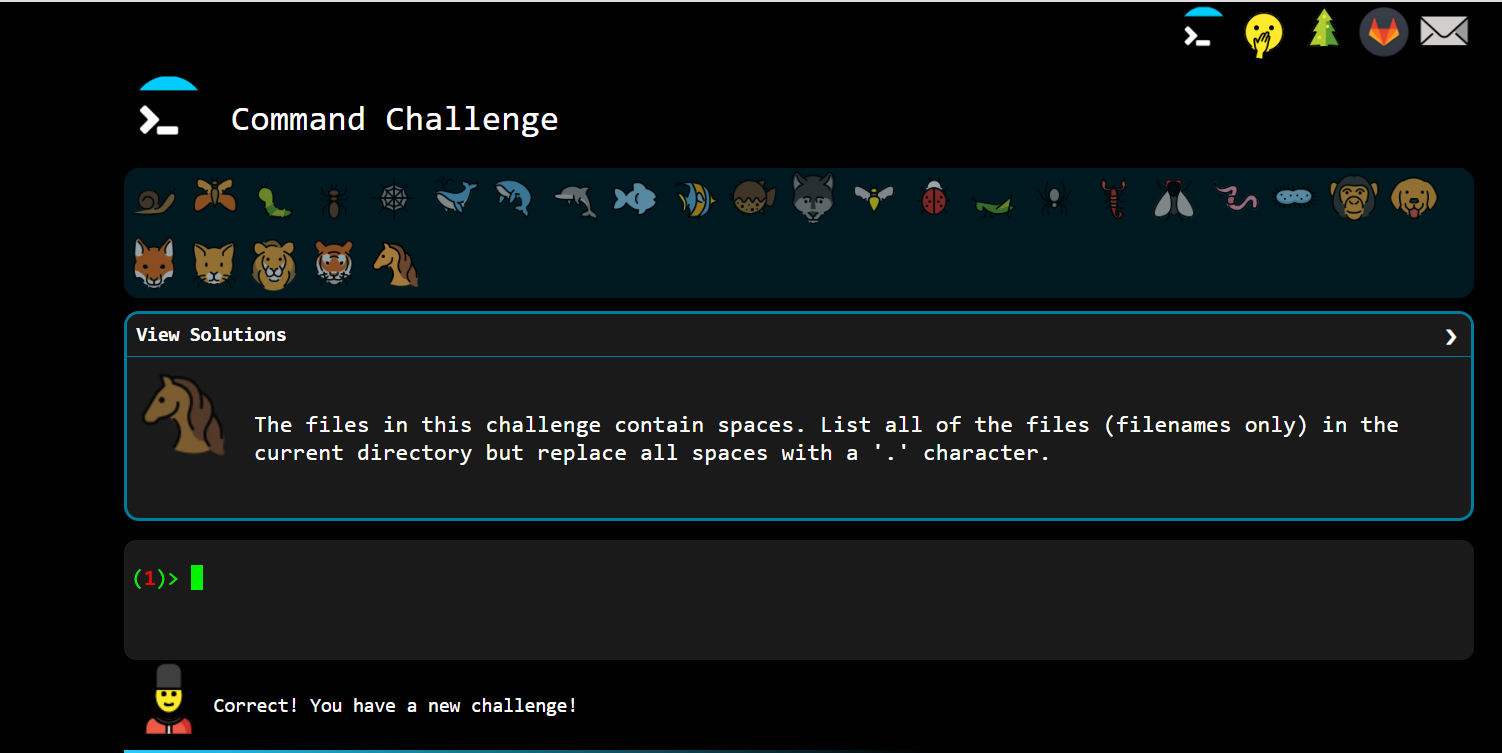 Command Challenge
View Solutions
The files in this challenge contain spaces. List all of the files (filenames only) in the
current directory but replace all spaces with a '.' character.
(1)>
Correct! You have a new challenge!